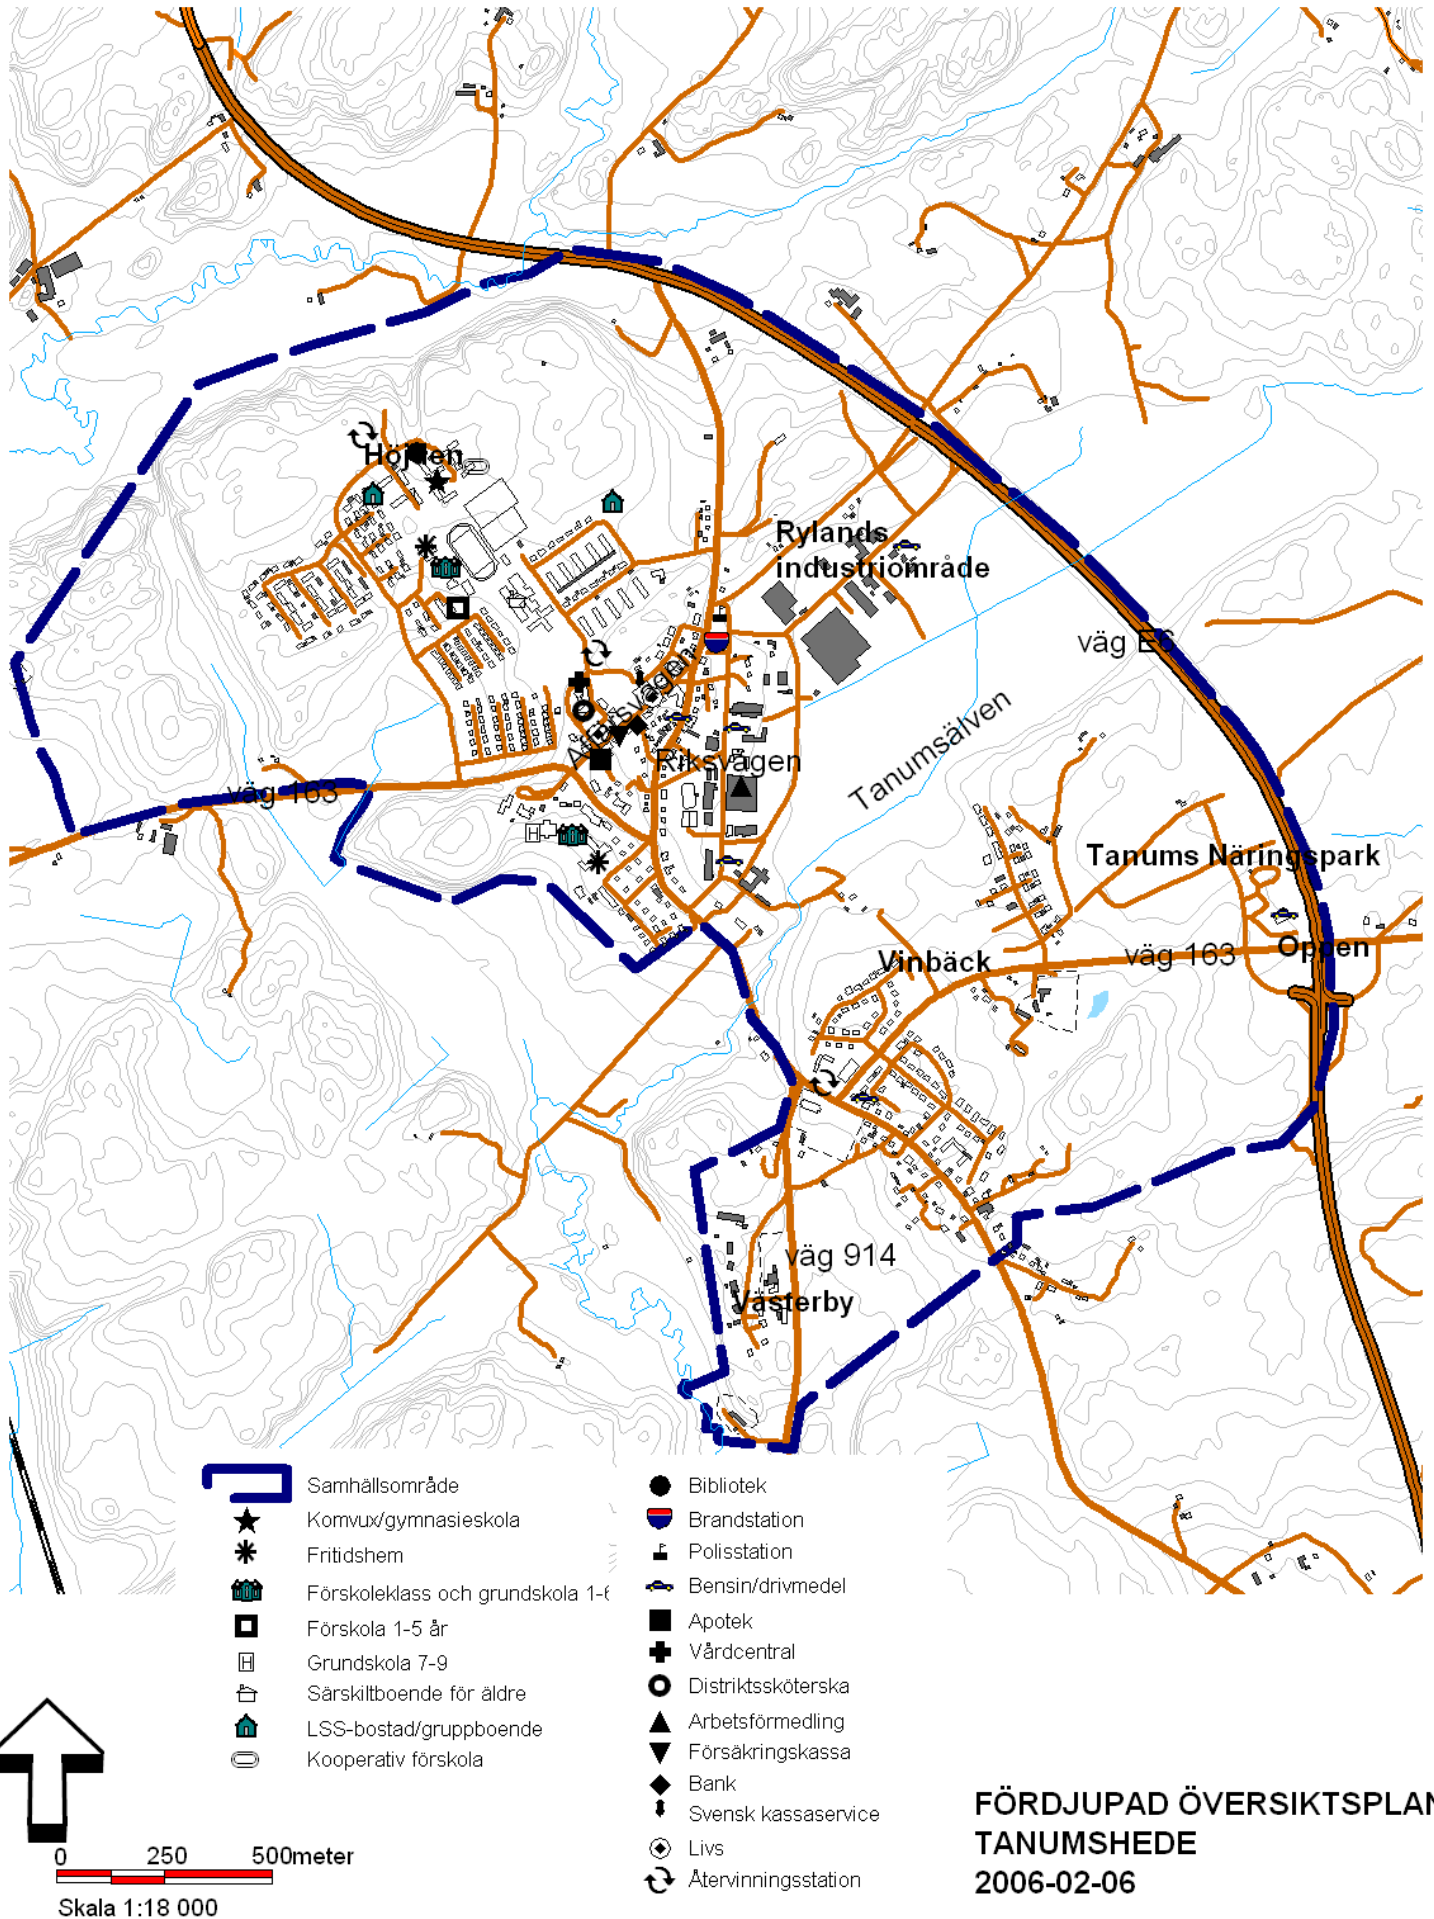 Höjden
Rylands
industriområde
väg E6
Affärsvägen
Riksvägen
Tanumsälven
väg 163
Tanums Näringspark
Oppen
väg 163
Vinbäck
väg 914
Västerby
Samhällsområde
Komvux/gymnasieskola
Fritidshem
Förskoleklass och grundskola 1-6
Förskola 1-5 år
H Grundskola 7-9
Särskiltboende för äldre
LSS-bostad/gruppboende
Kooperativ förskola
Bibliotek
Brandstation
Polisstation
Bensin/drivmedel
Apotek
Vårdcentral
Distriktssköterska
Arbetsförmedling
Försäkringskassa
Bank
Svensk kassaservice
Livs
Återvinningsstation
0 250 500meter
Skala 1:18 000
FÖRDJUPAD ÖVERSIKTSPLAN
TANUMSHEDE
2006-02-06